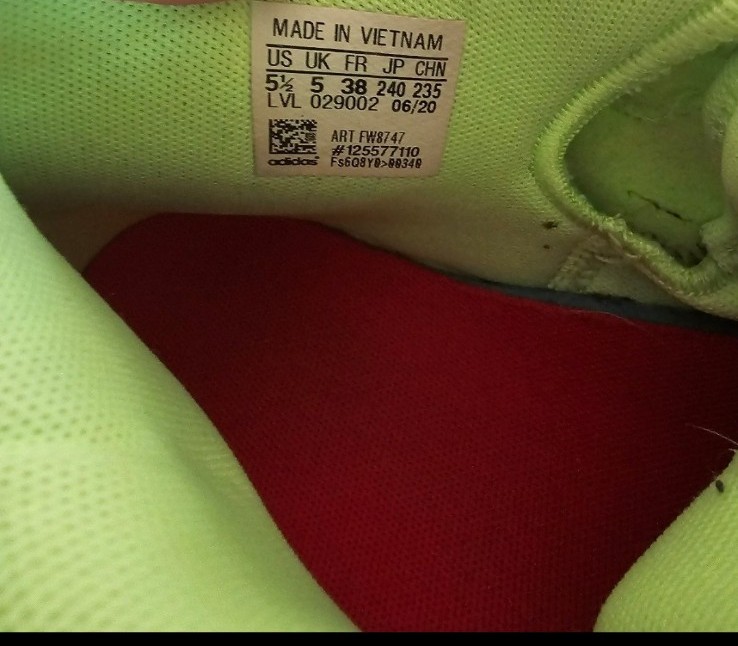 MADE IN VIETNAM
US UK FR JP CHN
5½ 5 38 240 235
LVL 029002 06/20
ART FW8747
#125577110
adidas